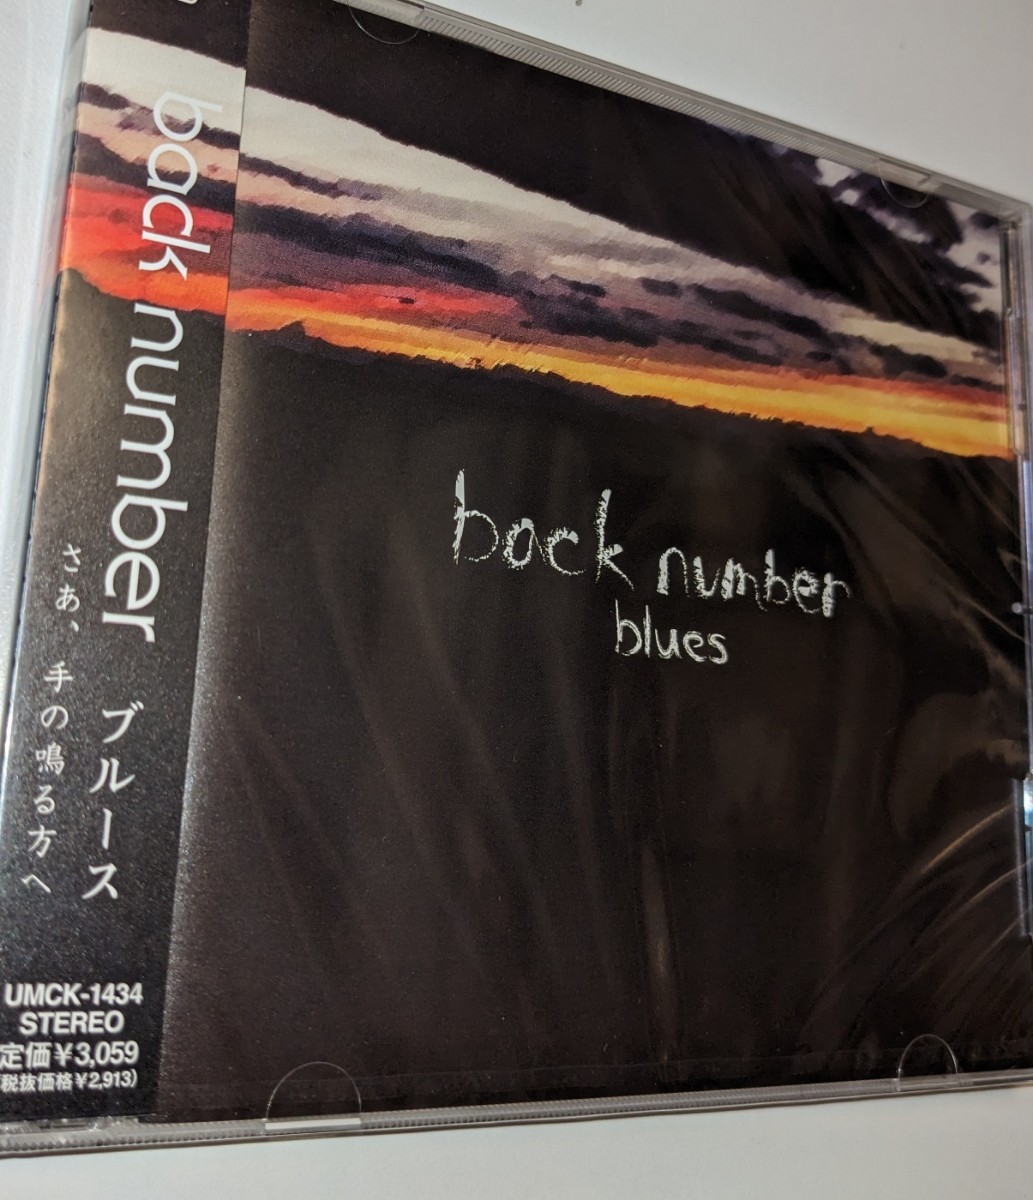 back number ブルース
さあ、手の鳴る方へ
UMCK-1434
STEREO
定価¥3,059
(税抜価格¥2,913)
back number
blues